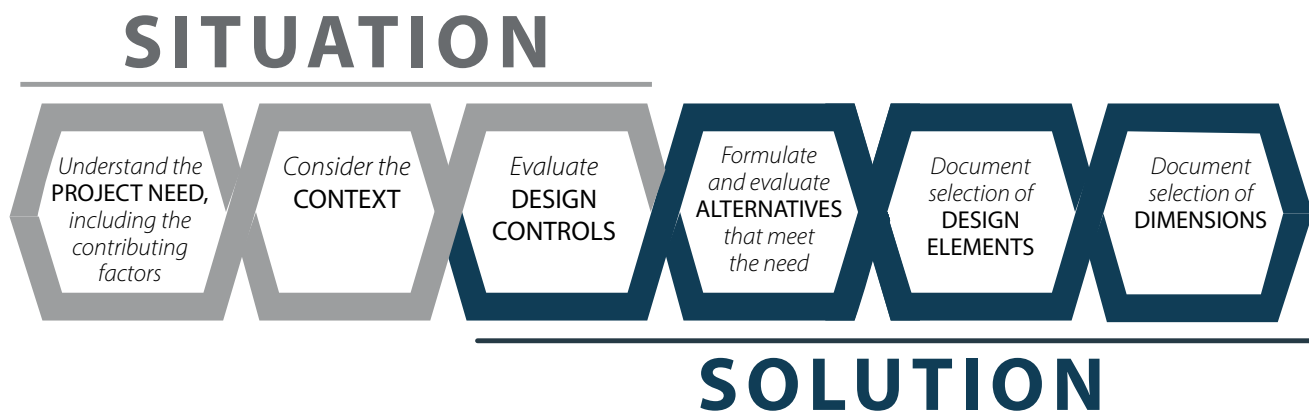 SITUATION
Understand the
PROJECT NEED,
including the
contributing
factors
Consider the
CONTEXT
Evaluate
DESIGN
CONTROLS
Formulate
and evaluate
ALTERNATIVES
that meet
the need
Document
selection of
DESIGN
ELEMENTS
Document
selection of
DIMENSIONS
SOLUTION